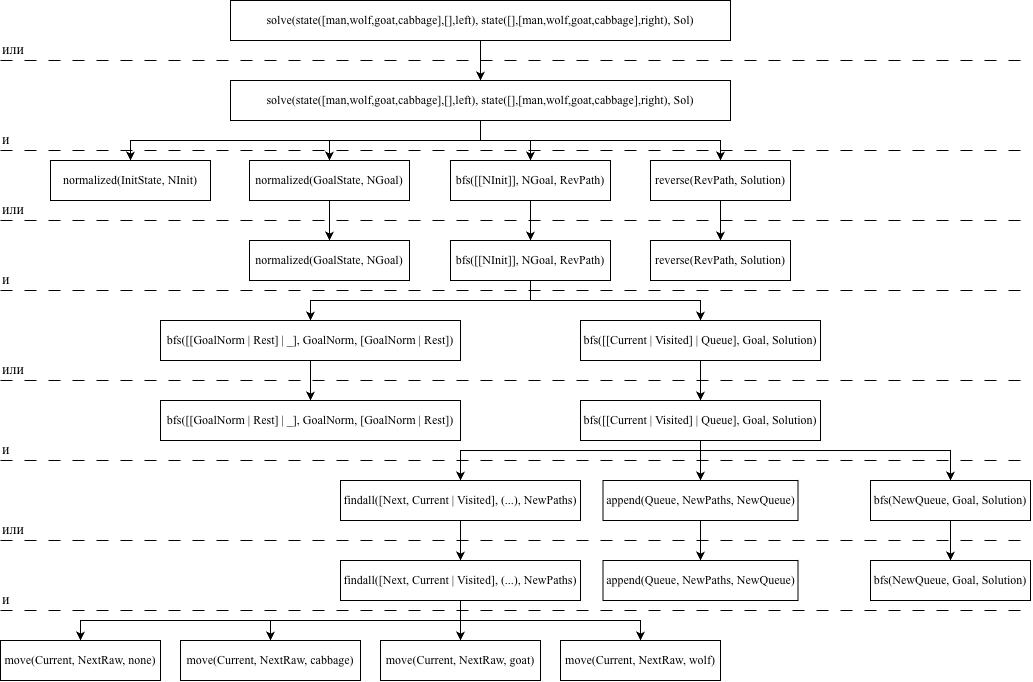 solve(state([man,wolf,goat,cabbage],[],left), state([],[man,wolf,goat,cabbage],right), Sol)
или
solve(state([man,wolf,goat,cabbage],[],left), state([],[man,wolf,goat,cabbage],right), Sol)
и
normalized(InitState, NInit)
normalized(GoalState, NGoal)
bfs([[NInit]], NGoal, RevPath)
reverse(RevPath, Solution)
или
normalized(GoalState, NGoal)
bfs([[NInit]], NGoal, RevPath)
reverse(RevPath, Solution)
и
bfs([[GoalNorm | Rest] | _], GoalNorm, [GoalNorm | Rest])
bfs([[Current | Visited] | Queue], Goal, Solution)
или
bfs([[GoalNorm | Rest] | _], GoalNorm, [GoalNorm | Rest])
bfs([[Current | Visited] | Queue], Goal, Solution)
и
findall([Next, Current | Visited], (...), NewPaths)
append(Queue, NewPaths, NewQueue)
bfs(NewQueue, Goal, Solution)
или
findall([Next, Current | Visited], (...), NewPaths)
append(Queue, NewPaths, NewQueue)
bfs(NewQueue, Goal, Solution)
и
move(Current, NextRaw, none)
move(Current, NextRaw, cabbage)
move(Current, NextRaw, goat)
move(Current, NextRaw, wolf)